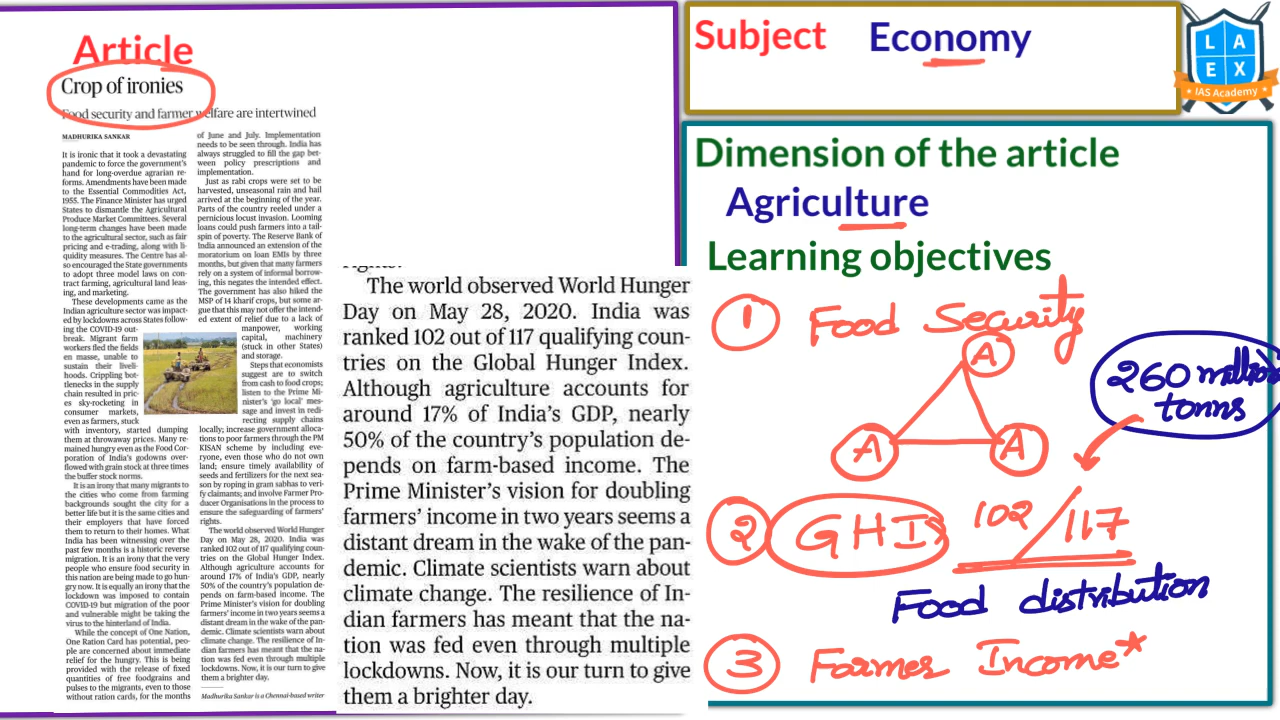 Article
Crop of ironies
Food security and farmer welfare are intertwined
MADHURIKA SANKAR
It is ironic that it took a devastating
pandemic to force the government's
hand for long-overdue agrarian re-
forms. Amendments have been made
to the Essential Commodities Act,
1955. The Finance Minister has urged
States to dismantle the Agricultural
Produce Market Committees. Several
long-term changes have been made
to the agricultural sector, such as fair
pricing and e-trading, along with li-
quidity measures. The Centre has al-
so encouraged the State governments
to adopt three model laws on con-
tract farming, agricultural land leas-
ing, and marketing.
These developments came as the
Indian agriculture sector was impact-
ed by lockdowns across States follow-
ing the COVID-19 out-
break. Migrant farm
workers fled the fields
en masse, unable to
sustain their liveli-
hoods. Crippling bot-
tlenecks in the supply
chain resulted in pric-
es sky-rocketing in
consumer markets,
even as farmers, stuck
with inventory, started dumping
them at throwaway prices. Many re-
mained hungry even as the Food Cor-
poration of India's godowns over-
flowed with grain stock at three times
the buffer stock norms.
It is an irony that many migrants to
the cities who come from farming
backgrounds sought the city for a
better life but it is the same cities and
their employers that have forced
them to return to their homes. What
India has been witnessing over the
past few months is a historic reverse
migration. It is an irony that the very
people who ensure food security in
this nation are being made to go hun-
gry now. It is equally an irony that the
lockdown was imposed to contain
COVID-19 but migration of the poor
and vulnerable might be taking the
virus to the hinterland of India.
While the concept of One Nation,
One Ration Card has potential, peo-
ple are concerned about immediate
relief for the hungry. This is being
provided with the release of fixed
quantities of free foodgrains and
pulses to the migrants, even to those
without ration cards, for the months
of June and July. Implementation
needs to be seen through. India has
always struggled to fill the gap bet-
ween policy prescriptions and
implementation.
Just as rabi crops were set to be
harvested, unseasonal rain and hail
arrived at the beginning of the year.
Parts of the country reeled under a
pernicious locust invasion. Looming
loans could push farmers into a tail-
spin of poverty. The Reserve Bank of
India announced an extension of the
moratorium on loan EMIs by three
months, but given that many farmers
rely on a system of informal borrow-
ing, this negates the intended effect.
The government has also hiked the
MSP of 14 kharif crops, but some ar-
gue that this may not offer the intend-
ed extent of relief due to a lack of
manpower, working
capital, machinery
(stuck in other States)
and storage.
Steps that economists
suggest are to switch
from cash to food crops;
listen to the Prime Mi-
nister's 'go local' mes-
sage and invest in redi-
recting supply chains
locally; increase government alloca-
tions to poor farmers through the PM
KISAN scheme by including eve-
ryone, even those who do not own
land; ensure timely availability of
seeds and fertilizers for the next sea-
son by roping in gram sabhas to ver-
ify claimants; and involve Farmer Pro-
ducer Organisations in the process to
ensure the safeguarding of farmers'
rights.
The world observed World Hunger
Day on May 28, 2020. India was
ranked 102 out of 117 qualifying coun-
tries on the Global Hunger Index.
Although agriculture accounts for
around 17% of India's GDP, nearly
50% of the country's population de-
pends on farm-based income. The
Prime Minister's vision for doubling
farmers' income in two years seems a
distant dream in the wake of the pan-
demic. Climate scientists warn about
climate change. The resilience of In-
dian farmers has meant that the na-
tion was fed even through multiple
lockdowns. Now, it is our turn to give
them a brighter day.
Madhurika Sankar is a Chennai-based writer
The world observed World Hunger
Day on May 28, 2020. India was
ranked 102 out of 117 qualifying coun-
tries on the Global Hunger Index.
Although agriculture accounts for
around 17% of India's GDP, nearly
50% of the country's population de-
pends on farm-based income. The
Prime Minister's vision for doubling
farmers' income in two years seems a
distant dream in the wake of the pan-
demic. Climate scientists warn about
climate change. The resilience of In-
dian farmers has meant that the na-
tion was fed even through multiple
lockdowns. Now, it is our turn to give
them a brighter day.
Subject Economy
L A
E X
IAS Academy
Dimension of the article
Agriculture
Learning objectives
1 Food Security
A
A A
260 million
tonns
2 GHI 102/117
Food distribution
3 Farmer Income*